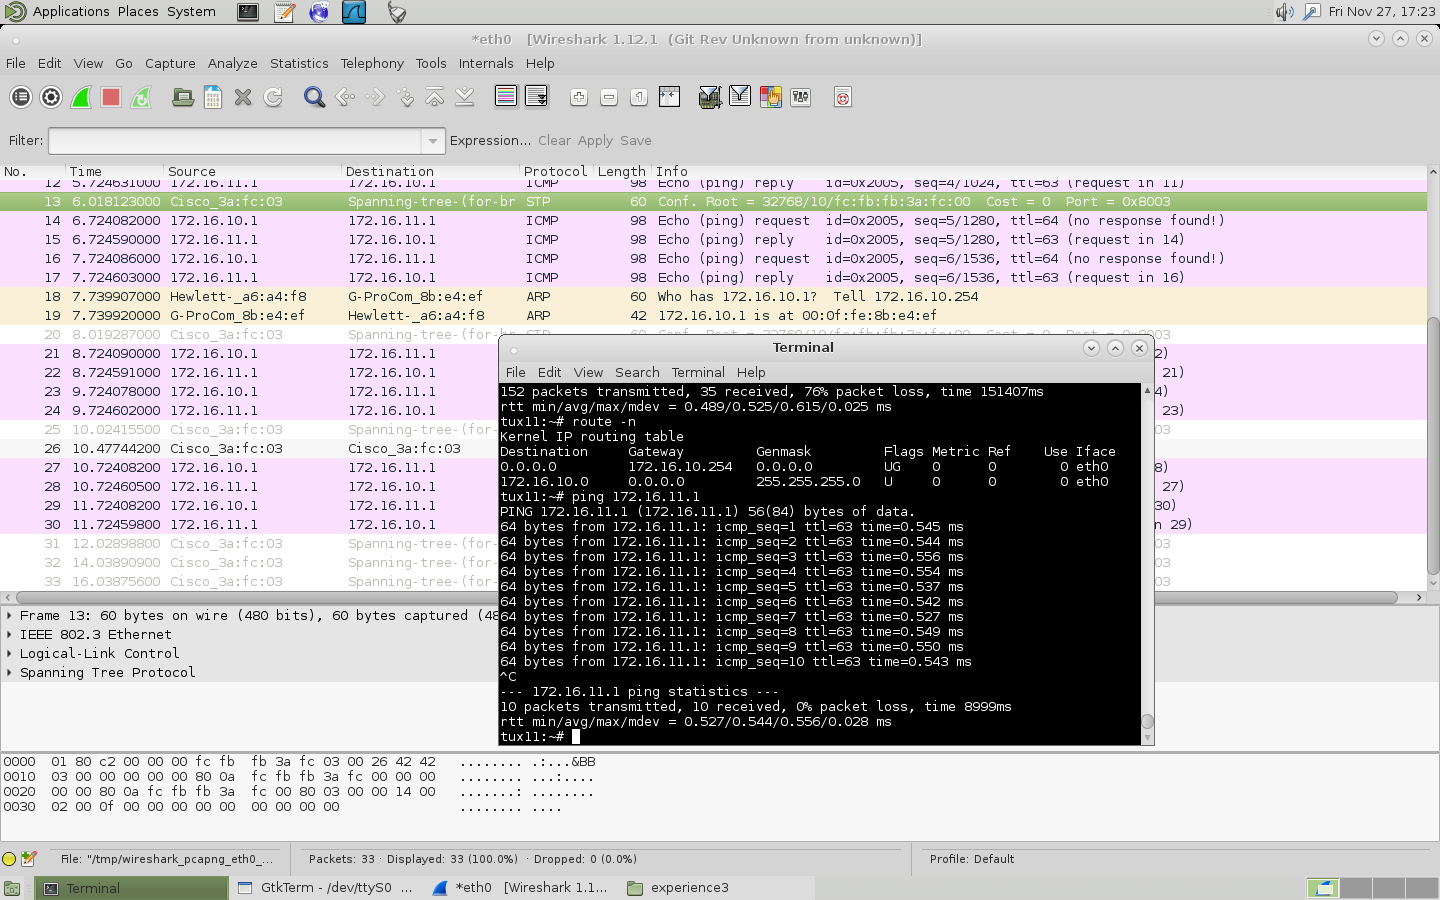 Applications Places System
Fri Nov 27, 17:23
*eth0 [Wireshark 1.12.1 (Git Rev Unknown from unknown)]
File Edit View Go Capture Analyze Statistics Telephony Tools Internals Help
Filter:
Expression... Clear Apply Save
No. Time Source Destination Protocol Length Info
12 5.724631000 172.16.11.1 172.16.10.1 ICMP 98 Echo (ping) reply id=0x2005, seq=4/1024, ttl=63 (request in 11)
13 6.018123000 Cisco_3a:fc:03 Spanning-tree-(for-br STP 60 Conf. Root = 32768/10/fc:fb:fb:3a:fc:00 Cost = 0 Port = 0x8003
14 6.724082000 172.16.10.1 172.16.11.1 ICMP 98 Echo (ping) request id=0x2005, seq=5/1280, ttl=64 (no response found!)
15 6.724590000 172.16.11.1 172.16.10.1 ICMP 98 Echo (ping) reply id=0x2005, seq=5/1280, ttl=63 (request in 14)
16 7.724086000 172.16.10.1 172.16.11.1 ICMP 98 Echo (ping) request id=0x2005, seq=6/1536, ttl=64 (no response found!)
17 7.724603000 172.16.11.1 172.16.10.1 ICMP 98 Echo (ping) reply id=0x2005, seq=6/1536, ttl=63 (request in 16)
18 7.739907000 Hewlett-_a6:a4:f8 G-ProCom_8b:e4:ef ARP 60 Who has 172.16.10.1? Tell 172.16.10.254
19 7.739920000 G-ProCom_8b:e4:ef Hewlett-_a6:a4:f8 ARP 42 172.16.10.1 is at 00:0f:fe:8b:e4:ef
20 8.019287000 Cisco_3a:fc:03 Spanning-tree-(for-br STP 60 Conf. Root = 32768/10/fc:fb:fb:3a:fc:00 Cost = 0 Port = 0x8003
21 8.724090000 172.16.10.1 172.16.11.1 2)
22 8.724591000 172.16.11.1 172.16.10.1 21)
23 9.724078000 172.16.10.1 172.16.11.1 4)
24 9.724602000 172.16.11.1 172.16.10.1 23)
25 10.02415500 Cisco_3a:fc:03 Spanning-tree-(for- 03
26 10.47744200 Cisco_3a:fc:03 Cisco_3a:fc:03
27 10.72408200 172.16.10.1 172.16.11.1 8)
28 10.72460500 172.16.11.1 172.16.10.1 27)
29 11.72408200 172.16.10.1 172.16.11.1 30)
30 11.72459800 172.16.11.1 172.16.10.1 n 29)
31 12.02898800 Cisco_3a:fc:03 Spanning-tree-(for- 03
32 14.03890900 Cisco_3a:fc:03 Spanning-tree-(for- 03
33 16.03875600 Cisco_3a:fc:03 Spanning-tree-(for- 03
Terminal
File Edit View Search Terminal Help
152 packets transmitted, 35 received, 76% packet loss, time 151407ms
rtt min/avg/max/mdev = 0.489/0.525/0.615/0.025 ms
tux11:~# route -n
Kernel IP routing table
Destination Gateway Genmask Flags Metric Ref Use Iface
0.0.0.0 172.16.10.254 0.0.0.0 UG 0 0 0 eth0
172.16.10.0 0.0.0.0 255.255.255.0 U 0 0 0 eth0
tux11:~# ping 172.16.11.1
PING 172.16.11.1 (172.16.11.1) 56(84) bytes of data.
64 bytes from 172.16.11.1: icmp_seq=1 ttl=63 time=0.545 ms
64 bytes from 172.16.11.1: icmp_seq=2 ttl=63 time=0.544 ms
64 bytes from 172.16.11.1: icmp_seq=3 ttl=63 time=0.556 ms
64 bytes from 172.16.11.1: icmp_seq=4 ttl=63 time=0.554 ms
64 bytes from 172.16.11.1: icmp_seq=5 ttl=63 time=0.537 ms
64 bytes from 172.16.11.1: icmp_seq=6 ttl=63 time=0.542 ms
64 bytes from 172.16.11.1: icmp_seq=7 ttl=63 time=0.527 ms
64 bytes from 172.16.11.1: icmp_seq=8 ttl=63 time=0.549 ms
64 bytes from 172.16.11.1: icmp_seq=9 ttl=63 time=0.550 ms
64 bytes from 172.16.11.1: icmp_seq=10 ttl=63 time=0.543 ms
^C
--- 172.16.11.1 ping statistics ---
10 packets transmitted, 10 received, 0% packet loss, time 8999ms
rtt min/avg/max/mdev = 0.527/0.544/0.556/0.028 ms
tux11:~#
Frame 13: 60 bytes on wire (480 bits), 60 bytes captured (48
IEEE 802.3 Ethernet
Logical-Link Control
Spanning Tree Protocol
0000 01 80 c2 00 00 00 fc fb fb 3a fc 03 00 26 42 42 ........ .:...&BB
0010 03 00 00 00 00 00 80 0a fc fb fb 3a fc 00 00 00 ........ ...:....
0020 00 00 80 0a fc fb fb 3a fc 00 80 03 00 00 14 00 .......: ........
0030 02 00 0f 00 00 00 00 00 00 00 00 00 ........ ....
File: "/tmp/wireshark_pcapng_eth0_... Packets: 33 · Displayed: 33 (100.0%) · Dropped: 0 (0.0%) Profile: Default
Terminal
GtkTerm - /dev/ttyS0 ...
*eth0 [Wireshark 1.1...
experience3